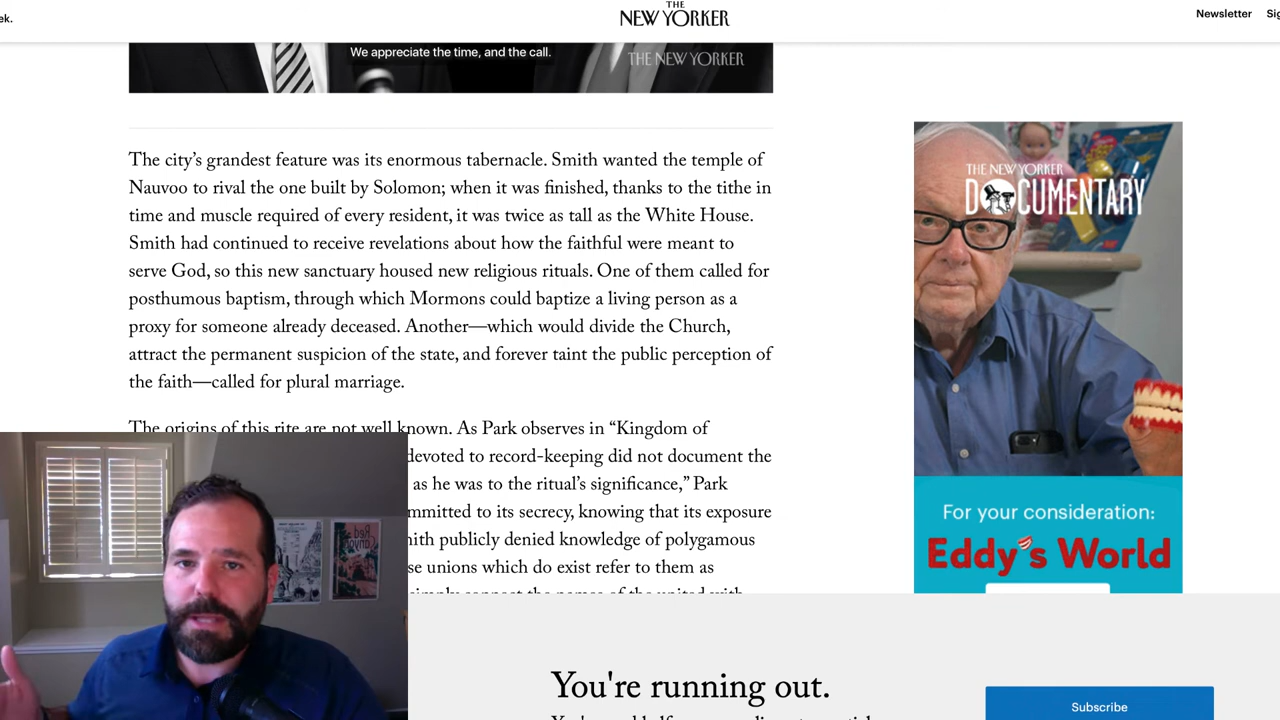 ek.
THE
NEW YORKER
Newsletter
We appreciate the time, and the call.
THE NEW YORKER
The city’s grandest feature was its enormous tabernacle. Smith wanted the temple of
Nauvoo to rival the one built by Solomon; when it was finished, thanks to the tithe in
time and muscle required of every resident, it was twice as tall as the White House.
Smith had continued to receive revelations about how the faithful were meant to
serve God, so this new sanctuary housed new religious rituals. One of them called for
posthumous baptism, through which Mormons could baptize a living person as a
proxy for someone already deceased. Another—which would divide the Church,
attract the permanent suspicion of the state, and forever taint the public perception of
the faith—called for plural marriage.
The origins of this rite are not well known. As Park observes in “Kingdom of
devoted to record-keeping did not document the
as he was to the ritual’s significance,” Park
mmitted to its secrecy, knowing that its exposure
ith publicly denied knowledge of polygamous
se unions which do exist refer to them as
THE NEW YORKER
DOCUMENTARY
For your consideration:
Eddy’s World
You're running out.
Subscribe